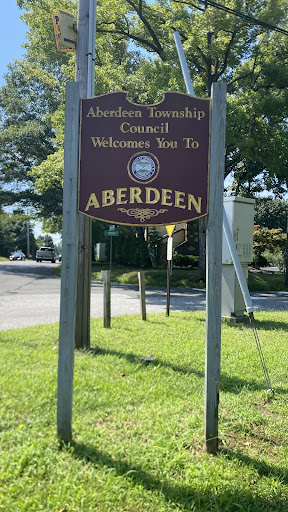 Aberdeen Township
Council
Welcomes You To
ABERDEEN